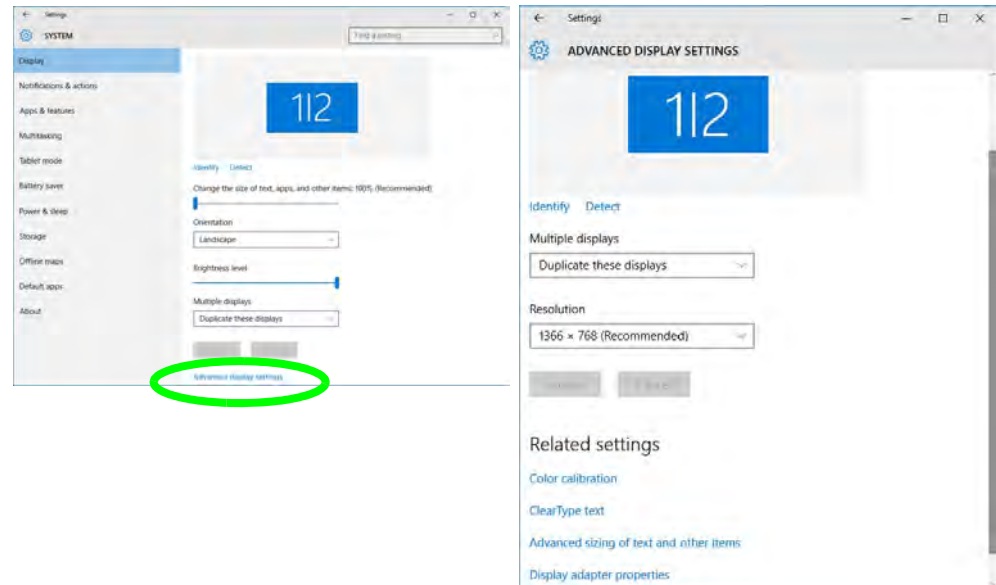 Settings
SYSTEM
Find a setting
Display
Notifications & actions
Apps & features
Multitasking
Tablet mode
Battery saver
Power & sleep
Storage
Offline maps
Default apps
About
1|2
Identify Detect
Change the size of text, apps, and other items: 100% (Recommended)
Orientation
Landscape
Brightness level
Multiple displays
Duplicate these displays
Advanced display settings
Settings
ADVANCED DISPLAY SETTINGS
1|2
Identify Detect
Multiple displays
Duplicate these displays
Resolution
1366 × 768 (Recommended)
Related settings
Color calibration
ClearType text
Advanced sizing of text and other items
Display adapter properties